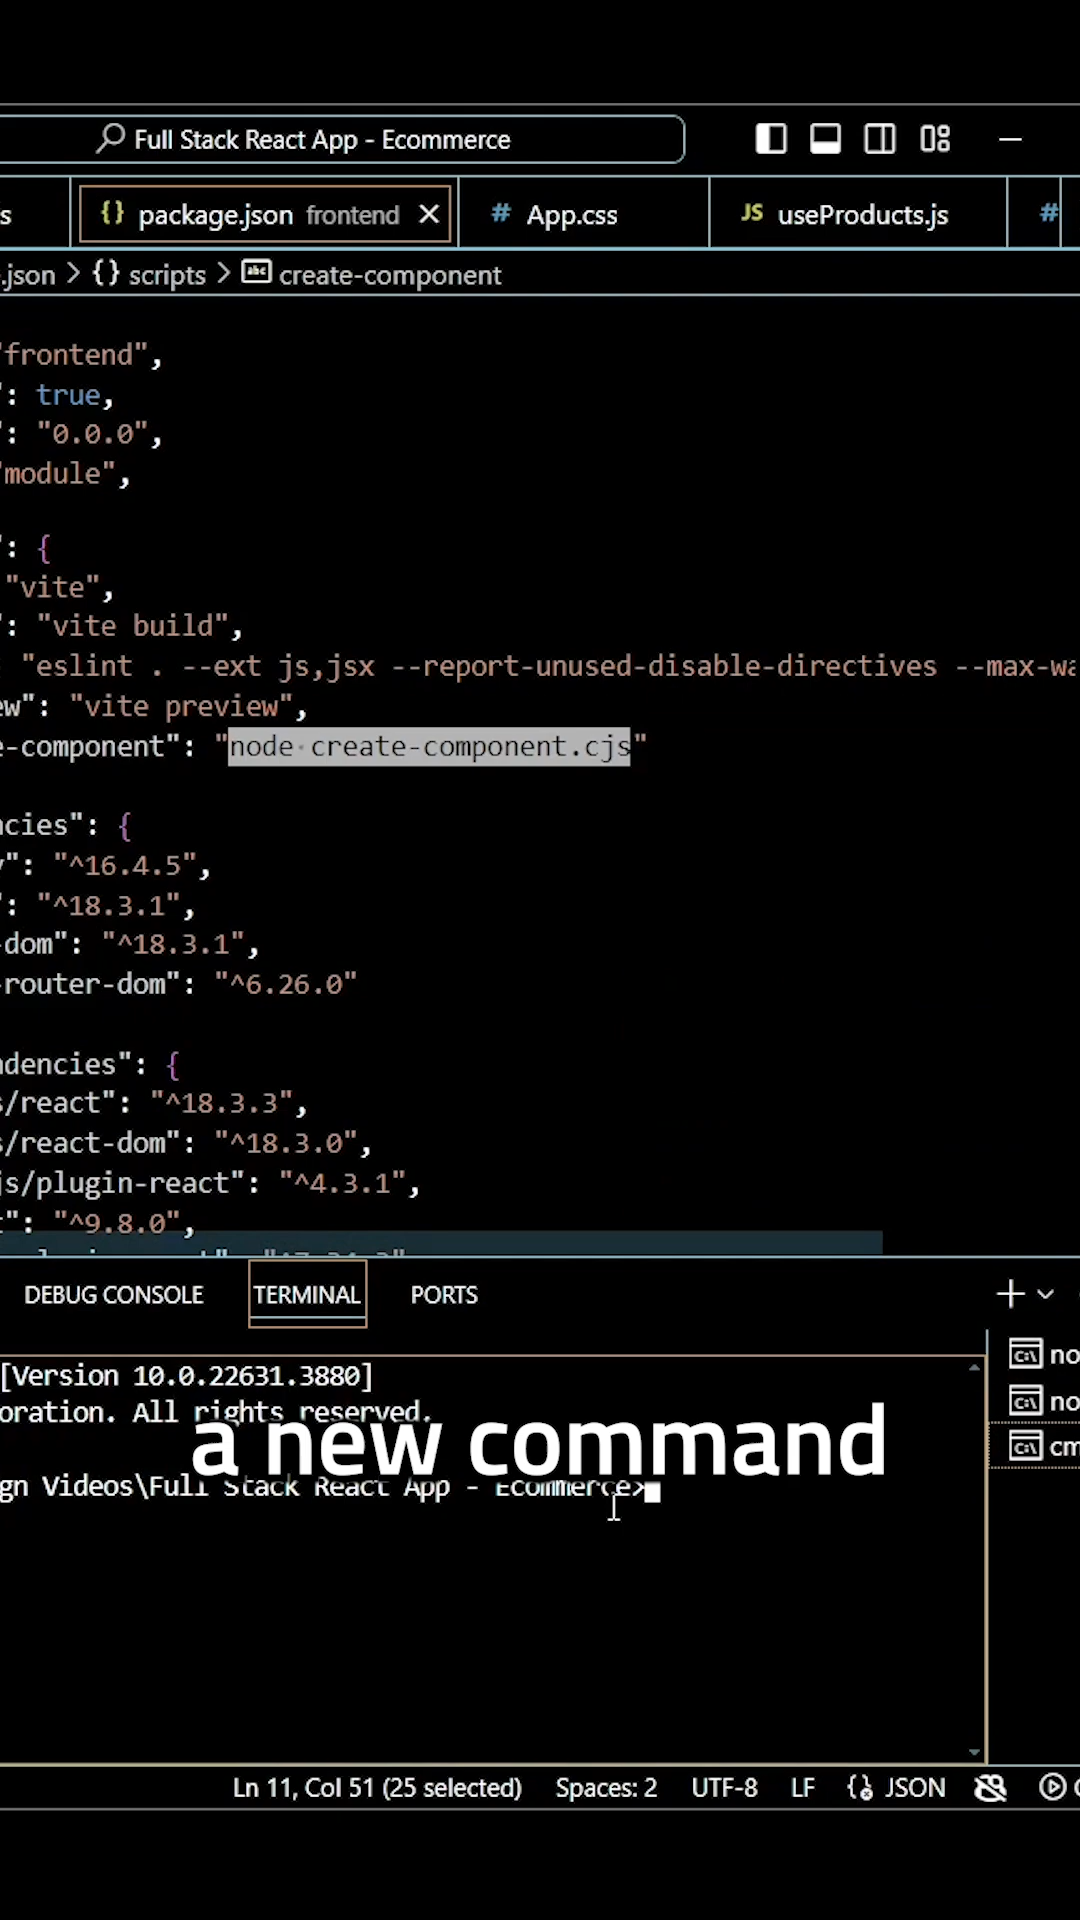 Full Stack React App - Ecommerce
s {} package.json frontend # App.css JS useProducts.js #
.json > {} scripts > abc create-component
"frontend",
": true,
": "0.0.0",
"module",
": {
"vite",
": "vite build",
"eslint . --ext js,jsx --report-unused-disable-directives --max-wa
ew": "vite preview",
e-component": "node create-component.cjs"
ncies": {
y": "^16.4.5",
": "^18.3.1",
-dom": "^18.3.1",
-router-dom": "^6.26.0"
ndencies": {
s/react": "^18.3.3",
s/react-dom": "^18.3.0",
js/plugin-react": "^4.3.1",
t": "^9.8.0",
DEBUG CONSOLE TERMINAL PORTS
[Version 10.0.22631.3880]
oration. All rights reserved.
a new command
gn Videos\Full Stack React App - Ecommerce>
no
no
cm
Ln 11, Col 51 (25 selected) Spaces: 2 UTF-8 LF {} JSON